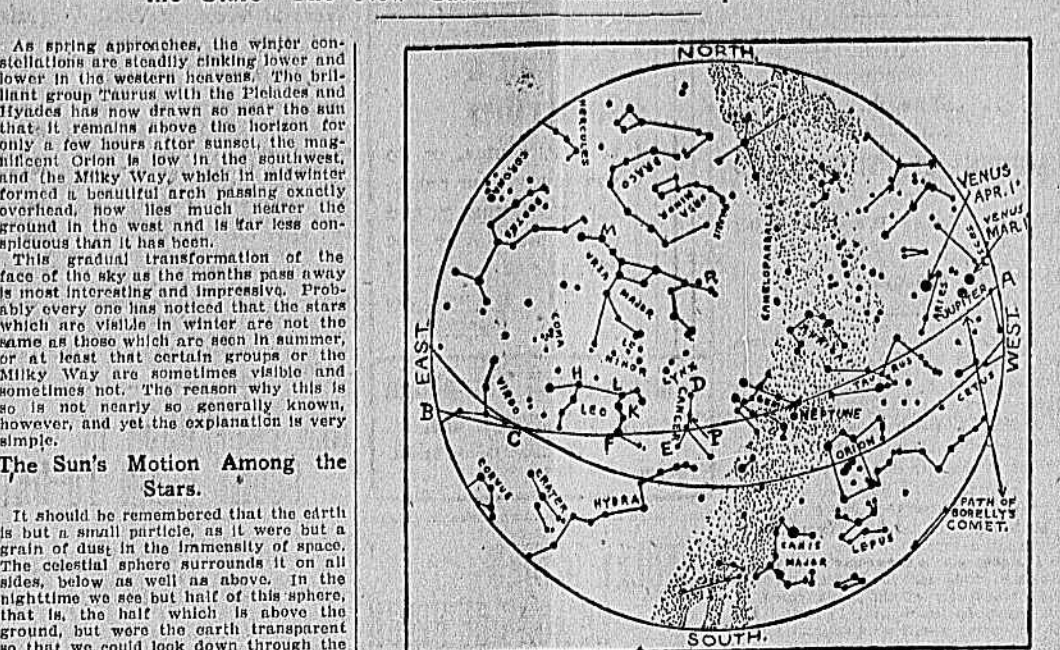 As spring approaches, the winter con-
stellations are steadily sinking lower and
lower in the western heavens. The bril-
liant group Taurus with the Pleiades and
Hyades has now drawn so near the sun
that it remains above the horizon for
only a few hours after sunset, the mag-
nificent Orion is low in the southwest,
and the Milky Way, which in midwinter
formed a beautiful arch passing exactly
overhead, now lies much nearer the
ground in the west and is far less con-
spicuous than it has been.
This gradual transformation of the
face of the sky as the months pass away
is most interesting and impressive. Prob-
ably every one has noticed that the stars
which are visible in winter are not the
same as those which are seen in summer,
or at least that certain groups or the
Milky Way are sometimes visible and
sometimes not. The reason why this is
so is not nearly so generally known,
however, and yet the explanation is very
simple.
The Sun's Motion Among the
Stars.
It should be remembered that the earth
is but a small particle, as it were but a
grain of dust in the immensity of space.
The celestial sphere surrounds it on all
sides, below as well as above. In the
nighttime we see but half of this sphere,
that is, the half which is above the
ground, but were the earth transparent
so that we could look down through the
NORTH.
HERCULES
CORONA
BOOTES
DRACO
URSA
MINOR
CAMELOPARDALIS
VENUS
APR. 1.
VENUS
MAR. 1
M
URSA
MAJOR
R
COMA
LEO
MINOR
LYNX
ARIES
JUPITER
A
EAST.
WEST.
VIRGO
H
L
D
LEO
K
CANCER
TAURUS
CETUS
B
C
F
E
P
NEPTUNE
ORION
CORVUS
CRATER
HYDRA
CANIS
MAJOR
LEPUS
PATH OF
BORELLY'S
COMET.
SOUTH.